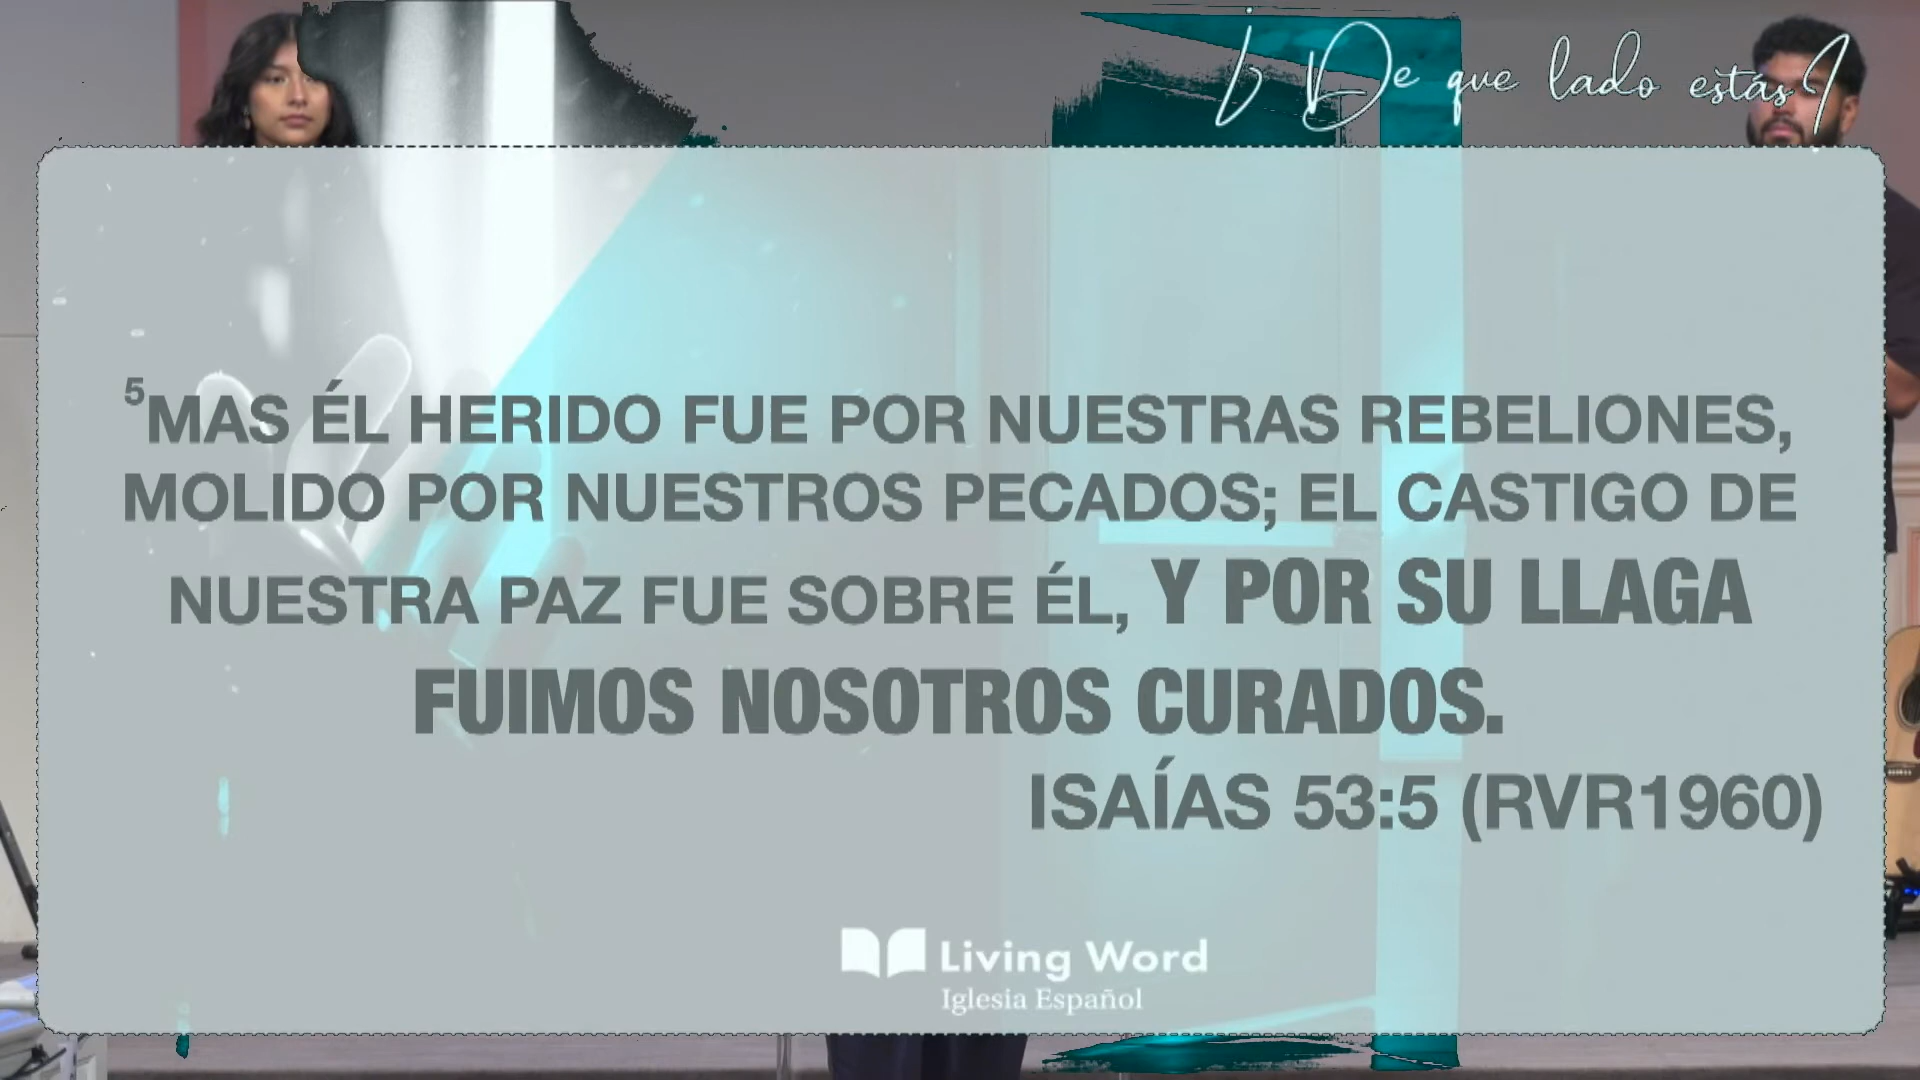 ¿De que lado estás?
5MAS ÉL HERIDO FUE POR NUESTRAS REBELIONES,
MOLIDO POR NUESTROS PECADOS; EL CASTIGO DE
NUESTRA PAZ FUE SOBRE ÉL, Y POR SU LLAGA
FUIMOS NOSOTROS CURADOS.
ISAÍAS 53:5 (RVR1960)
Living Word
Iglesia Español